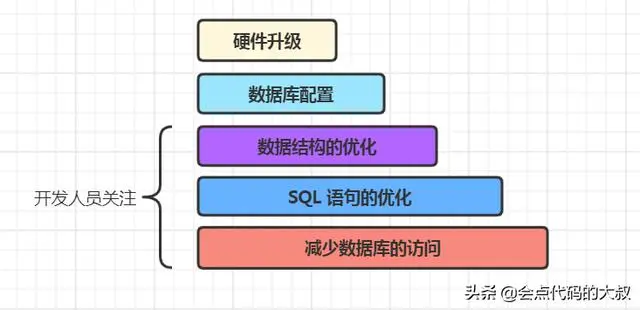 硬件升级
数据库配置
数据结构的优化
开发人员关注
SQL 语句的优化
减少数据库的访问
头条 @会点代码的大叔